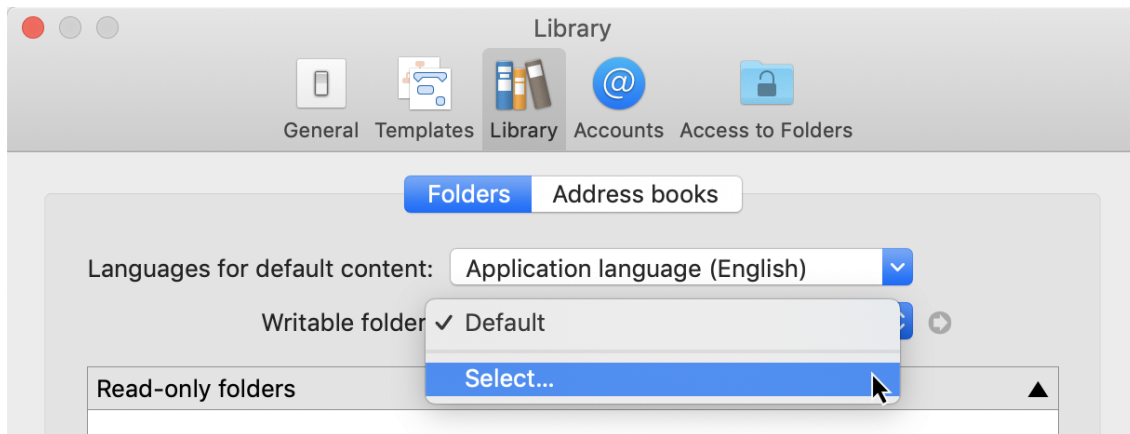 Library
General Templates Library Accounts Access to Folders
Folders Address books
Languages for default content: Application language (English)
Writable folder ✓ Default
Select...
Read-only folders ▲